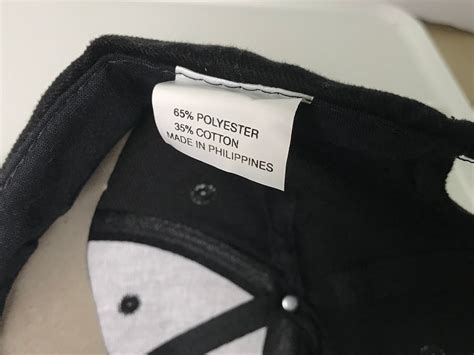 65% POLYESTER
35% COTTON
MADE IN PHILIPPINES